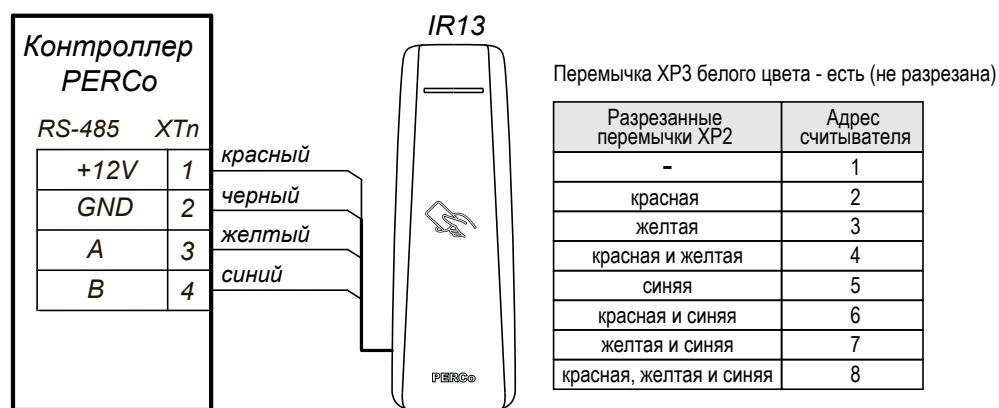 IR13
Контроллер
PERCo
RS-485 XTn
+12V 1 красный
GND 2 черный
A 3 желтый
B 4 синий
PERCo
Перемычка XP3 белого цвета - есть (не разрезана)
Разрезанные перемычки XP2 Адрес считывателя
- 1
красная 2
желтая 3
красная и желтая 4
синяя 5
красная и синяя 6
желтая и синяя 7
красная, желтая и синяя 8